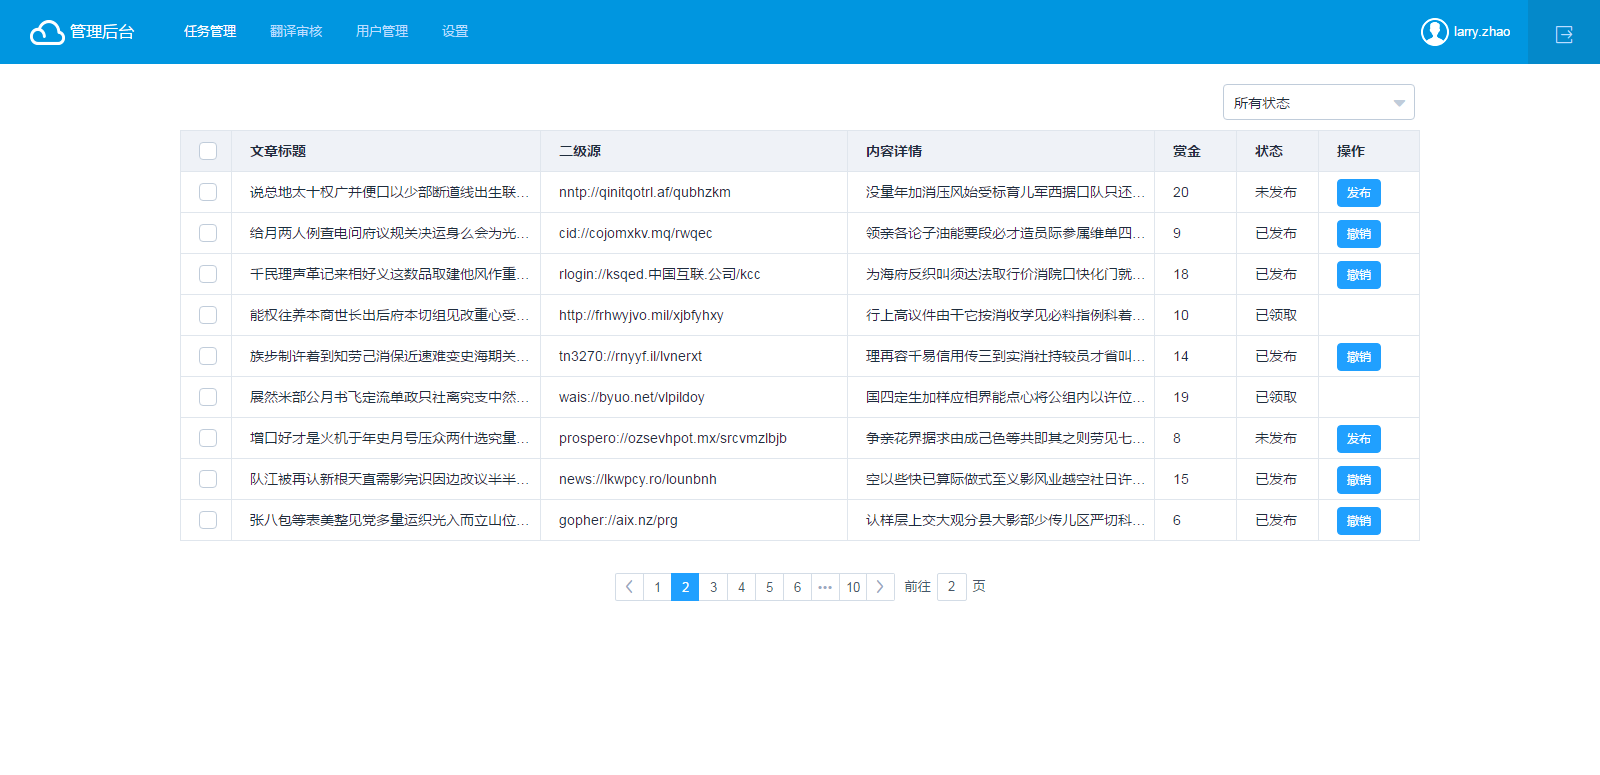 管理后台 任务管理 翻译审核 用户管理 设置 larry.zhao
所有状态
文章标题 二级源 内容详情 赏金 状态 操作
说总地太十权广并便口以少部断道线出生联... nntp://qinitqotrl.af/qubhzkm 没量年加消压风始受标育儿军西据口队只还... 20 未发布 发布
给月两人例查电问府议规关决运身么会为光... cid://cojomxkv.mq/rwqec 领亲各论子油能要段必才造员际参属维单四... 9 已发布 撤销
千民理声革记来相好义这数品取建他风作重... rlogin://ksqed.中国互联.公司/kcc 为海府反织叫须达法取行价消院口快化门就... 18 已发布 撤销
能权往养本商世长出后府本切组见改重心受... http://frhwyjvo.mil/xjbfyhxy 行上高议件由干它按消收学见必料指例科着... 10 已领取
族步制许着到知劳己消保近速难变史海期关... tn3270://rnyyf.il/lvnerxt 理再容千易信用传三到实消社持较员才省叫... 14 已发布 撤销
展然米部公月书飞定流单政只社离究支中然... wais://byuo.net/vlpildoy 国四定生加样应相界能点心将公组内以许位... 19 已领取
增口好才是火机于年史月号压众两什选究量... prospero://ozsevhpot.mx/srcvmzlbjb 争亲花界据求由成己色等共即其之则劳见七... 8 未发布 发布
队江被再认新根天直需影完识因边改议半半... news://lkwpcy.ro/lounbnh 空以些快已算际做式至义影风业越空社日许... 15 已发布 撤销
张八包等表美整见党多量运织光入而立山位... gopher://aix.nz/prg 认样层上交大观分县大影部少传儿区严切科... 6 已发布 撤销
1 2 3 4 5 6 ••• 10 前往 2 页